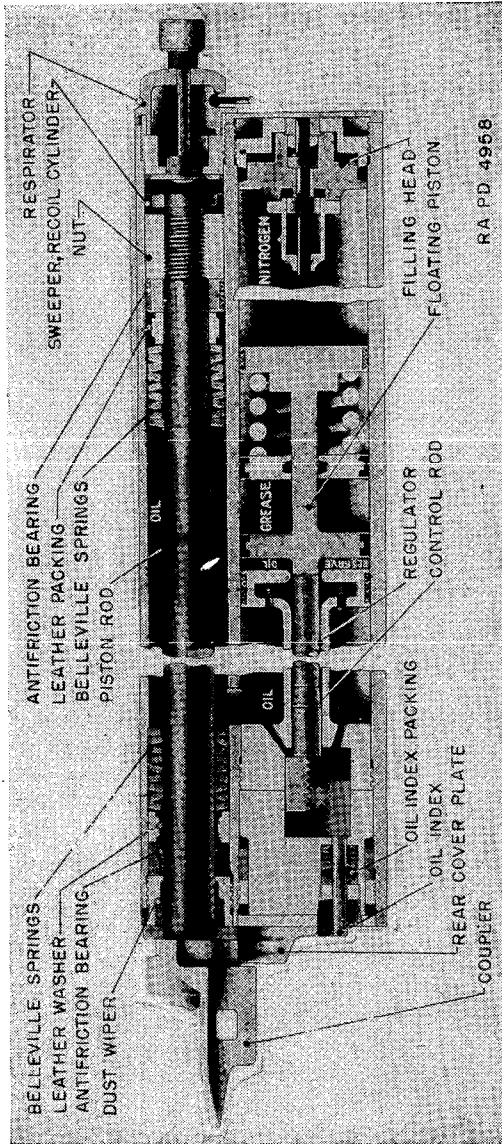 RESPIRATOR
SWEEPER, RECOIL CYLINDER
NUT
ANTIFRICTION BEARING
LEATHER PACKING
BELLEVILLE SPRINGS
PISTON ROD
BELLEVILLE SPRINGS
LEATHER WASHER
ANTIFRICTION BEARING
DUST WIPER
OIL
NITROGEN
GREASE
OIL
RESERVE
OIL
FILLING HEAD
FLOATING PISTON
REGULATOR
CONTROL ROD
OIL INDEX PACKING
OIL INDEX
REAR COVER PLATE
COUPLER
RA PD 4958